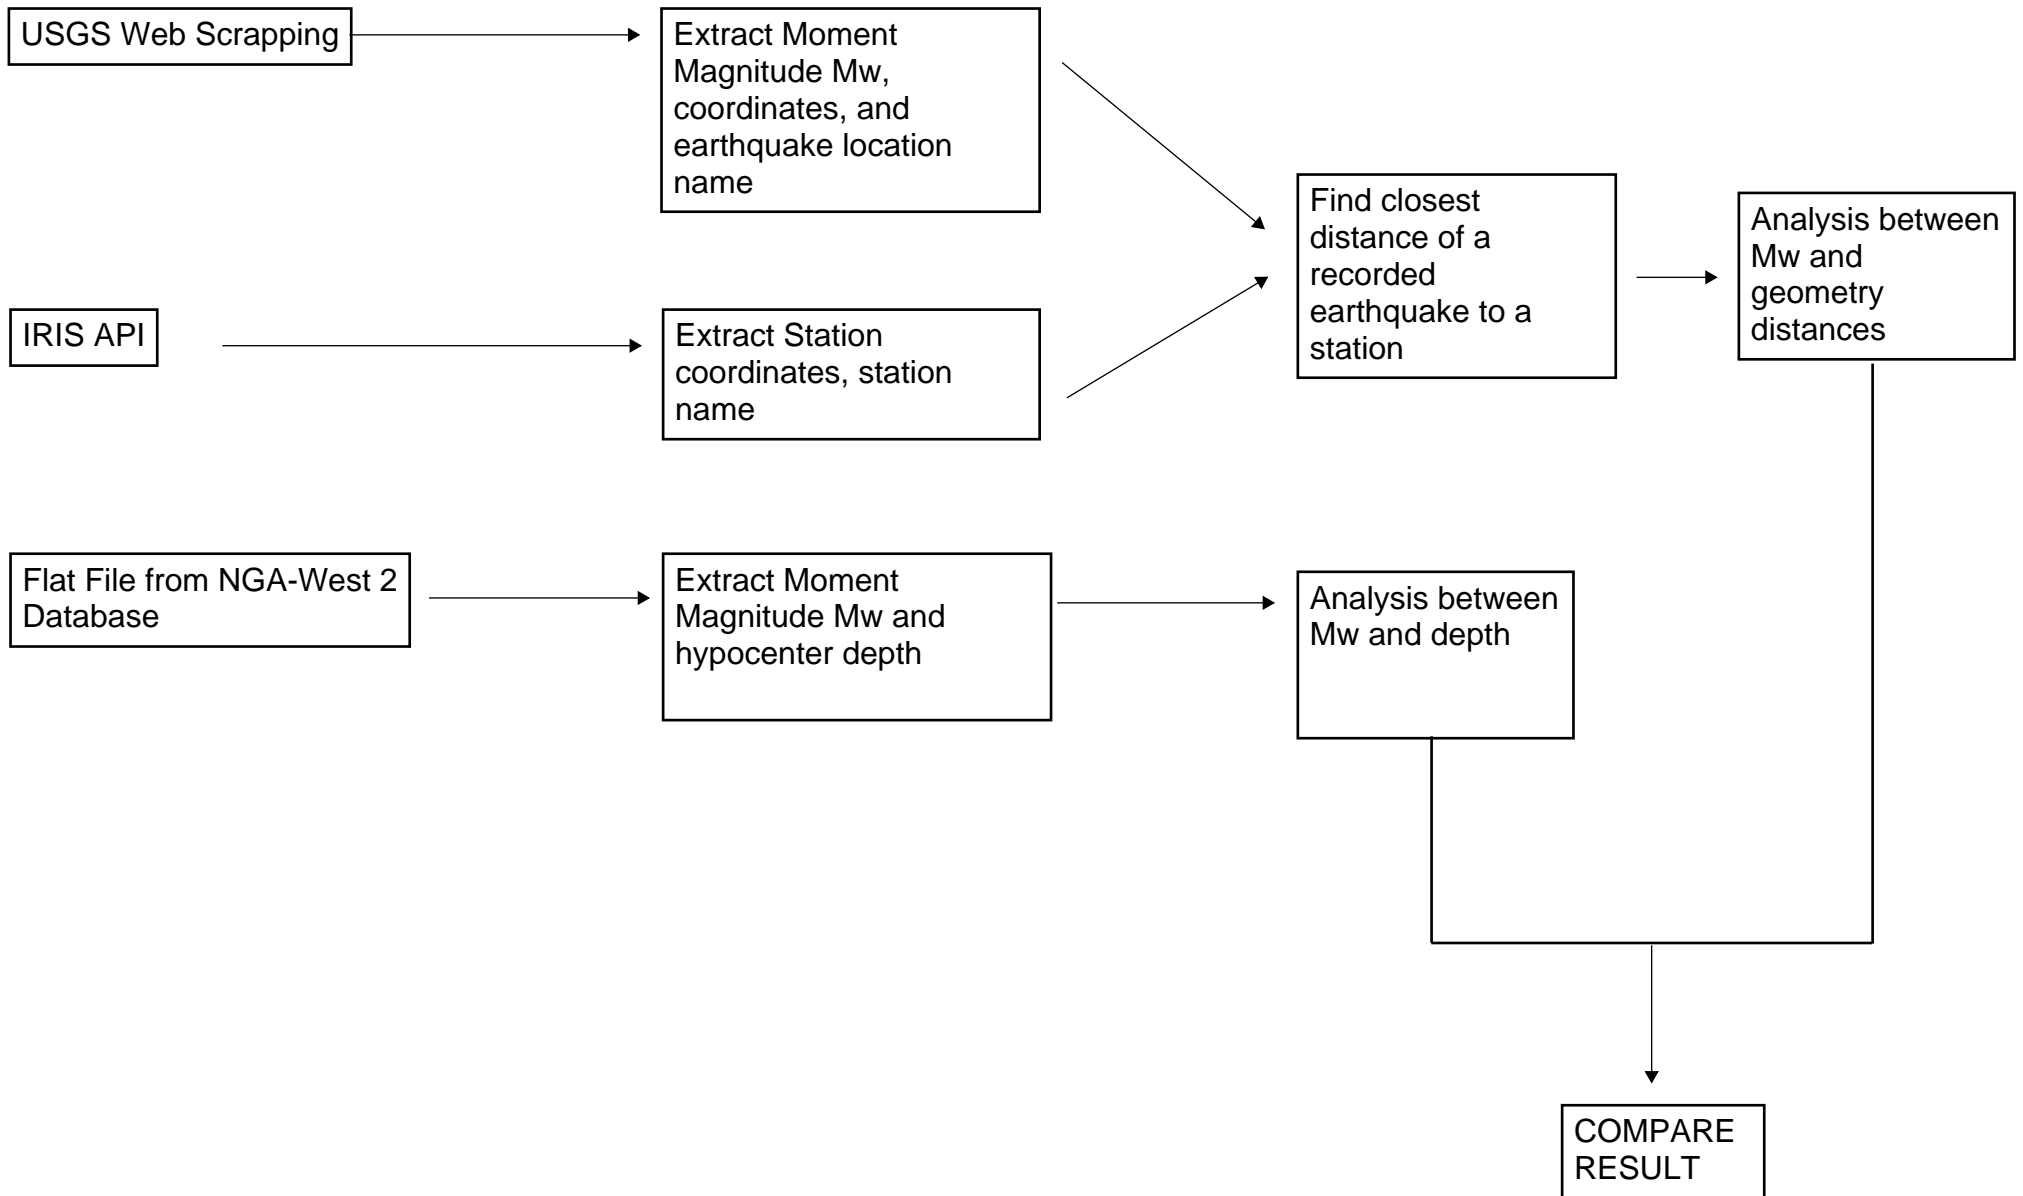 USGS Web Scrapping
Extract Moment
Magnitude Mw,
coordinates, and
earthquake location
name
Find closest
distance of a
recorded
earthquake to a
station
Analysis between
Mw and
geometry
distances
IRIS API
Extract Station
coordinates, station
name
Flat File from NGA-West 2
Database
Extract Moment
Magnitude Mw and
hypocenter depth
Analysis between
Mw and depth
COMPARE
RESULT